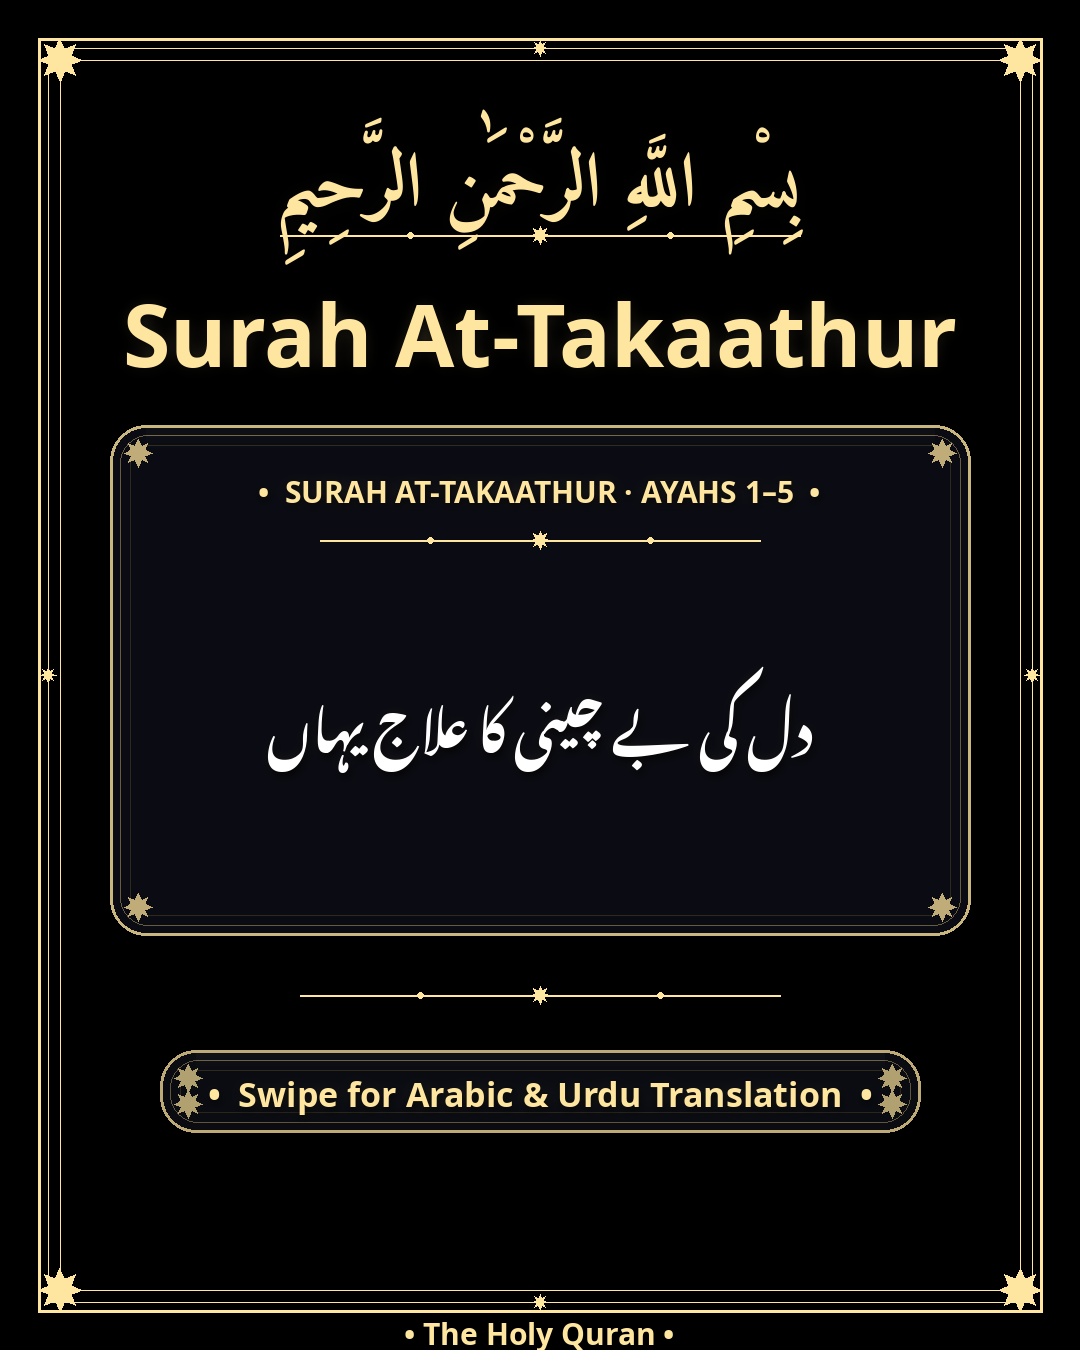 بِسْمِ اللَّهِ الرَّحْمَٰنِ الرَّحِيمِ
Surah At-Takaathur
• SURAH AT-TAKAATHUR · AYAHS 1–5 •
دل کی بے چینی کا علاج یہاں
• Swipe for Arabic & Urdu Translation •
• The Holy Quran •